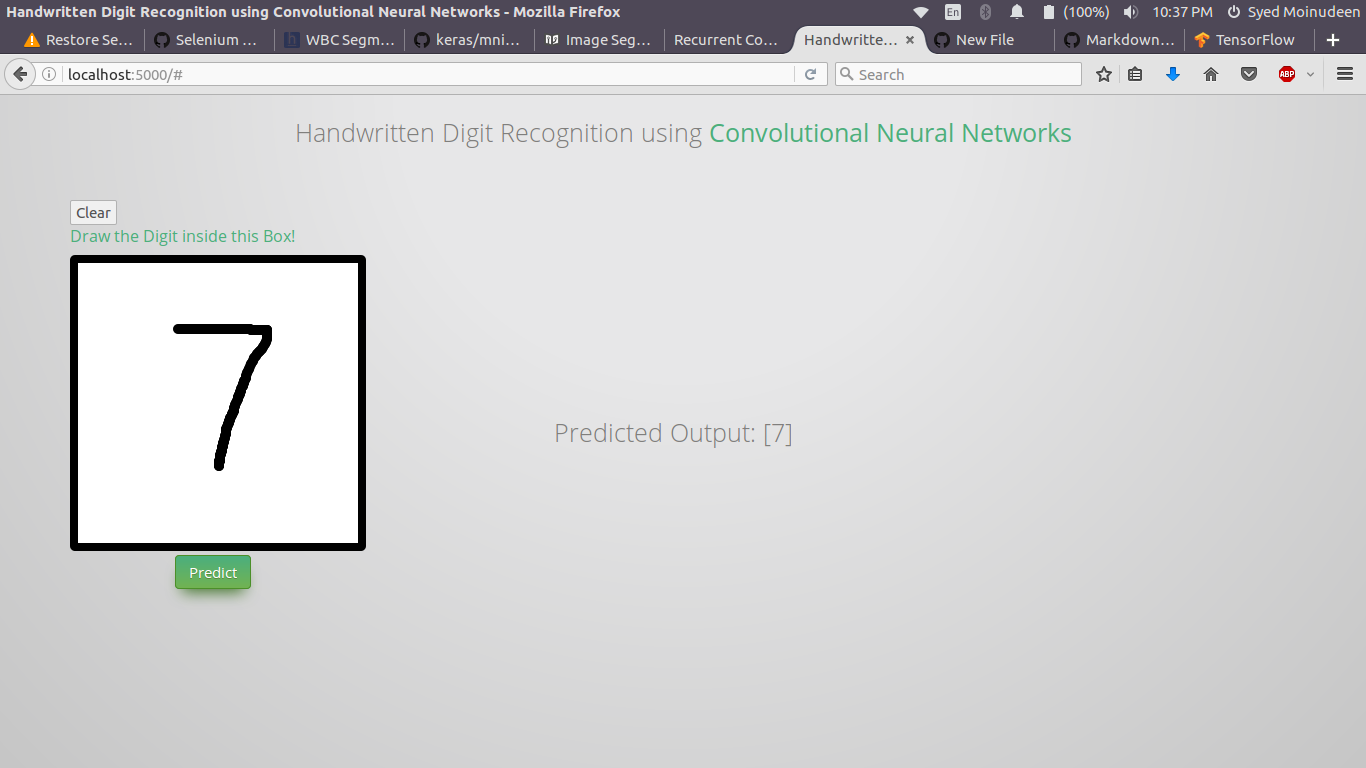 Handwritten Digit Recognition using Convolutional Neural Networks - Mozilla Firefox
En
(100%)
10:37 PM
Syed Moinudeen
Restore Se...
Selenium ...
WBC Segm...
keras/mni...
Image Seg...
Recurrent Co...
Handwritte...
New File
Markdown...
TensorFlow
localhost:5000/#
Search
ABP
Handwritten Digit Recognition using Convolutional Neural Networks
Clear
Draw the Digit inside this Box!
7
Predicted Output: [7]
Predict